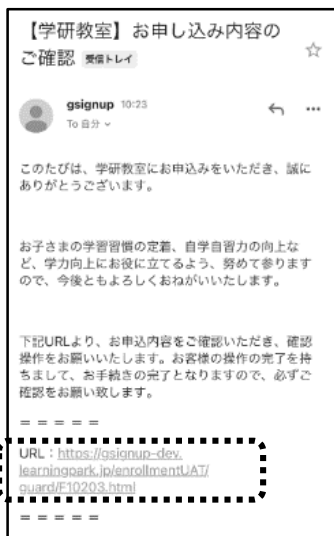 【学研教室】お申し込み内容の
ご確認 受信トレイ
gsignup 10:23
To 自分
このたびは、学研教室にお申込みをいただき、誠に
ありがとうございます。
お子さまの学習習慣の定着、自学自習力の向上な
ど、学力向上にお役に立てるよう、努めて参ります
ので、今後ともよろしくおねがいいたします。
下記URLより、お申込内容をご確認いただき、確認
操作をお願いいたします。お客様の操作の完了を持
ちまして、お手続きの完了となりますので、必ずご
確認をお願い致します。
＝＝＝＝＝
URL：https://gsignup-dev.
learningpark.jp/enrollmentUAT/
guard/F10203.html
＝＝＝＝＝